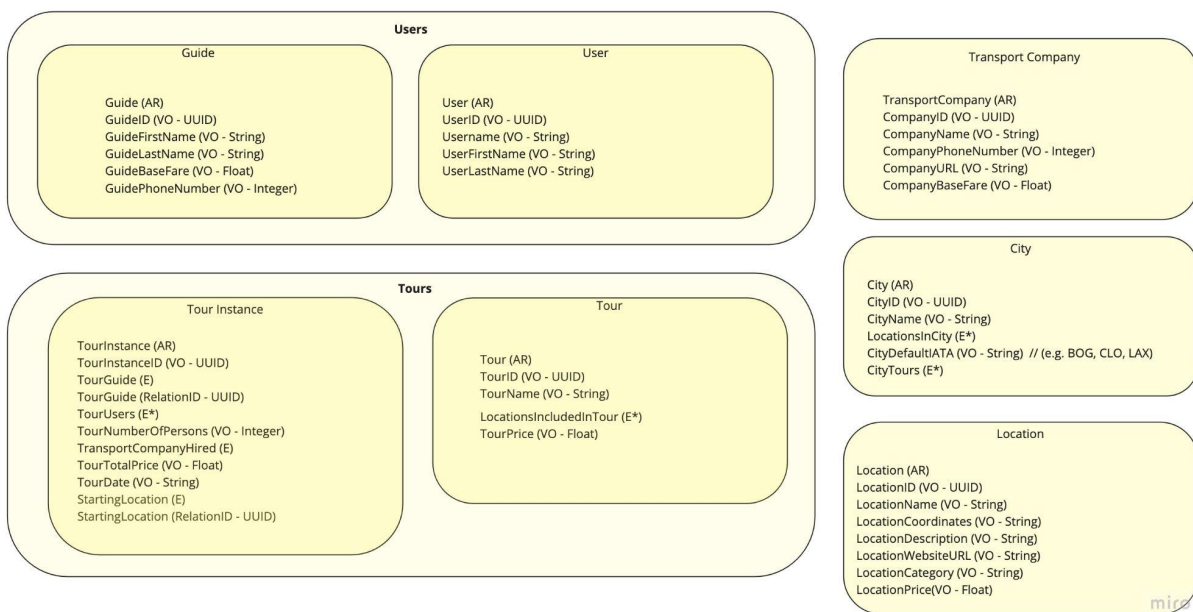 Users
Guide
Guide (AR)
GuideID (VO - UUID)
GuideFirstName (VO - String)
GuideLastName (VO - String)
GuideBaseFare (VO - Float)
GuidePhoneNumber (VO - Integer)
User
User (AR)
UserID (VO - UUID)
Username (VO - String)
UserFirstName (VO - String)
UserLastName (VO - String)
Transport Company
TransportCompany (AR)
CompanyID (VO - UUID)
CompanyName (VO - String)
CompanyPhoneNumber (VO - Integer)
CompanyURL (VO - String)
CompanyBaseFare (VO - Float)
Tours
Tour Instance
TourInstance (AR)
TourInstanceID (VO - UUID)
TourGuide (E)
TourGuide (RelationID - UUID)
TourUsers (E*)
TourNumberOfPersons (VO - Integer)
TransportCompanyHired (E)
TourTotalPrice (VO - Float)
TourDate (VO - String)
StartingLocation (E)
StartingLocation (RelationID - UUID)
Tour
Tour (AR)
TourID (VO - UUID)
TourName (VO - String)
LocationsIncludedInTour (E*)
TourPrice (VO - Float)
City
City (AR)
CityID (VO - UUID)
CityName (VO - String)
LocationsInCity (E*)
CityDefaultIATA (VO - String) // (e.g. BOG, CLO, LAX)
CityTours (E*)
Location
Location (AR)
LocationID (VO - UUID)
LocationName (VO - String)
LocationCoordinates (VO - String)
LocationDescription (VO - String)
LocationWebsiteURL (VO - String)
LocationCategory (VO - String)
LocationPrice(VO - Float)
miro